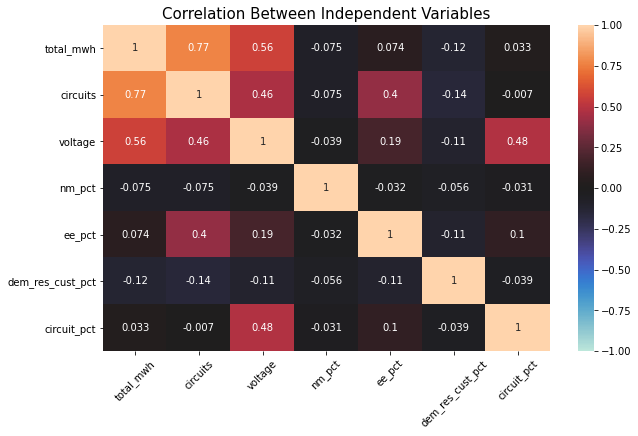 Correlation Between Independent Variables
total_mwh 1 0.77 0.56 -0.075 0.074 -0.12 0.033
circuits 0.77 1 0.46 -0.075 0.4 -0.14 -0.007
voltage 0.56 0.46 1 -0.039 0.19 -0.11 0.48
nm_pct -0.075 -0.075 -0.039 1 -0.032 -0.056 -0.031
ee_pct 0.074 0.4 0.19 -0.032 1 -0.11 0.1
dem_res_cust_pct -0.12 -0.14 -0.11 -0.056 -0.11 1 -0.039
circuit_pct 0.033 -0.007 0.48 -0.031 0.1 -0.039 1
total_mwh circuits voltage nm_pct ee_pct dem_res_cust_pct circuit_pct
1.00
0.75
0.50
0.25
0.00
-0.25
-0.50
-0.75
-1.00